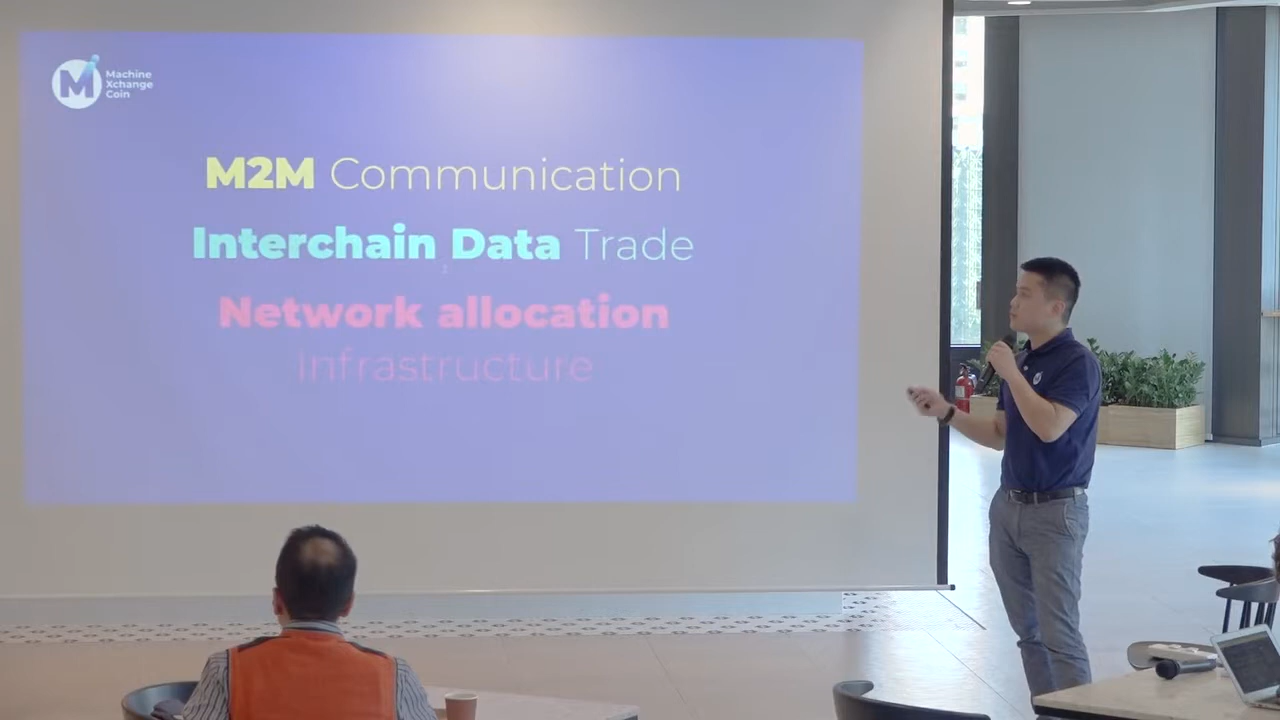 Machine
Xchange
Coin
M2M Communication
Interchain Data Trade
Network allocation
Infrastructure